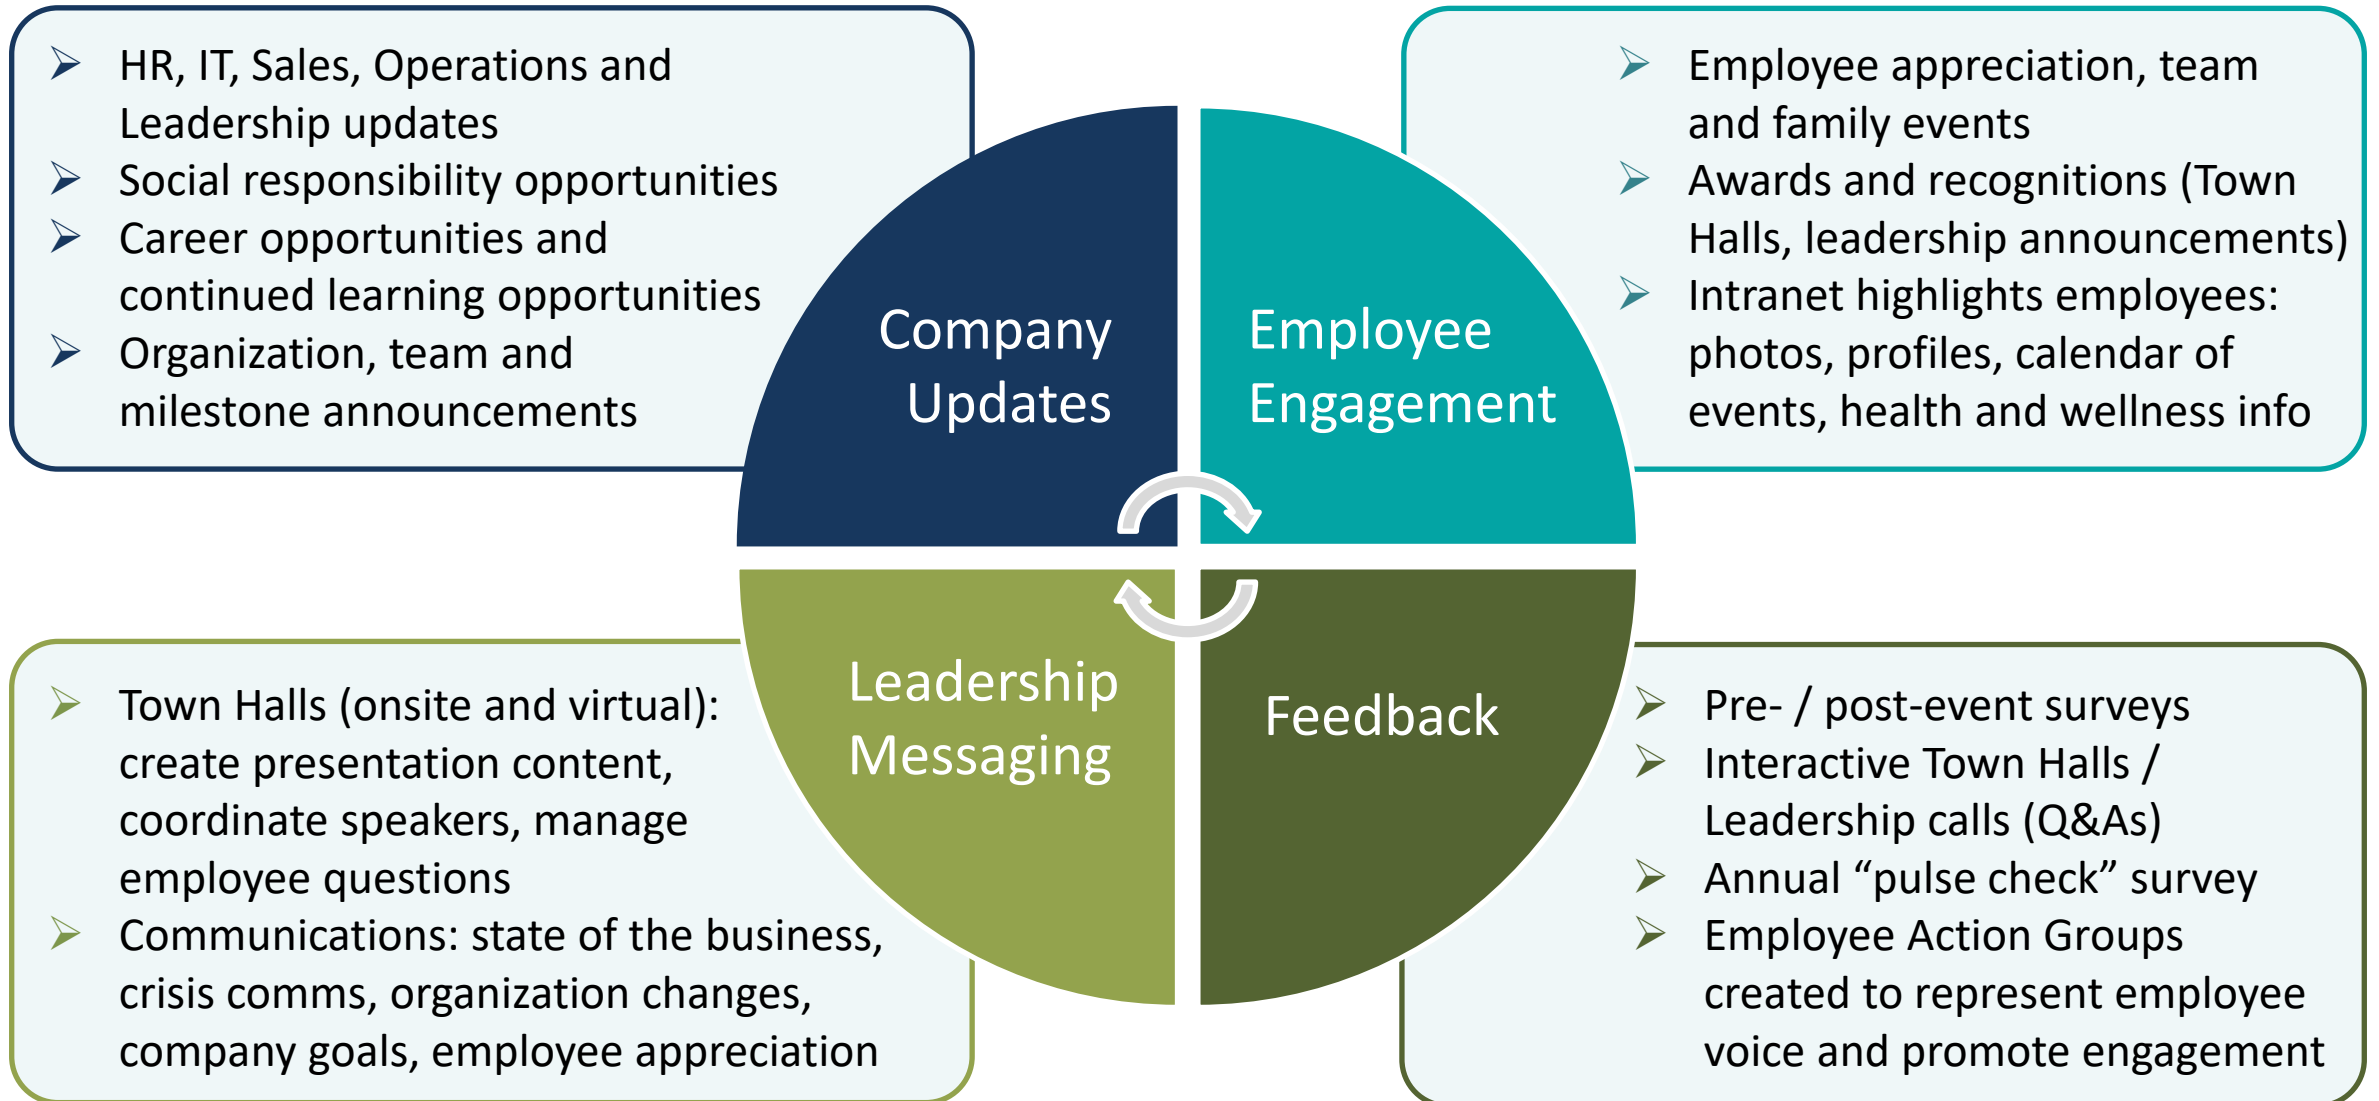 ➢ HR, IT, Sales, Operations and
Leadership updates
➢ Social responsibility opportunities
➢ Career opportunities and
continued learning opportunities
➢ Organization, team and
milestone announcements
Company
Updates
Employee
Engagement
➢ Employee appreciation, team
and family events
➢ Awards and recognitions (Town
Halls, leadership announcements)
➢ Intranet highlights employees:
photos, profiles, calendar of
events, health and wellness info
➢ Town Halls (onsite and virtual):
create presentation content,
coordinate speakers, manage
employee questions
➢ Communications: state of the business,
crisis comms, organization changes,
company goals, employee appreciation
Leadership
Messaging
Feedback
➢ Pre- / post-event surveys
➢ Interactive Town Halls /
Leadership calls (Q&As)
➢ Annual “pulse check” survey
➢ Employee Action Groups
created to represent employee
voice and promote engagement